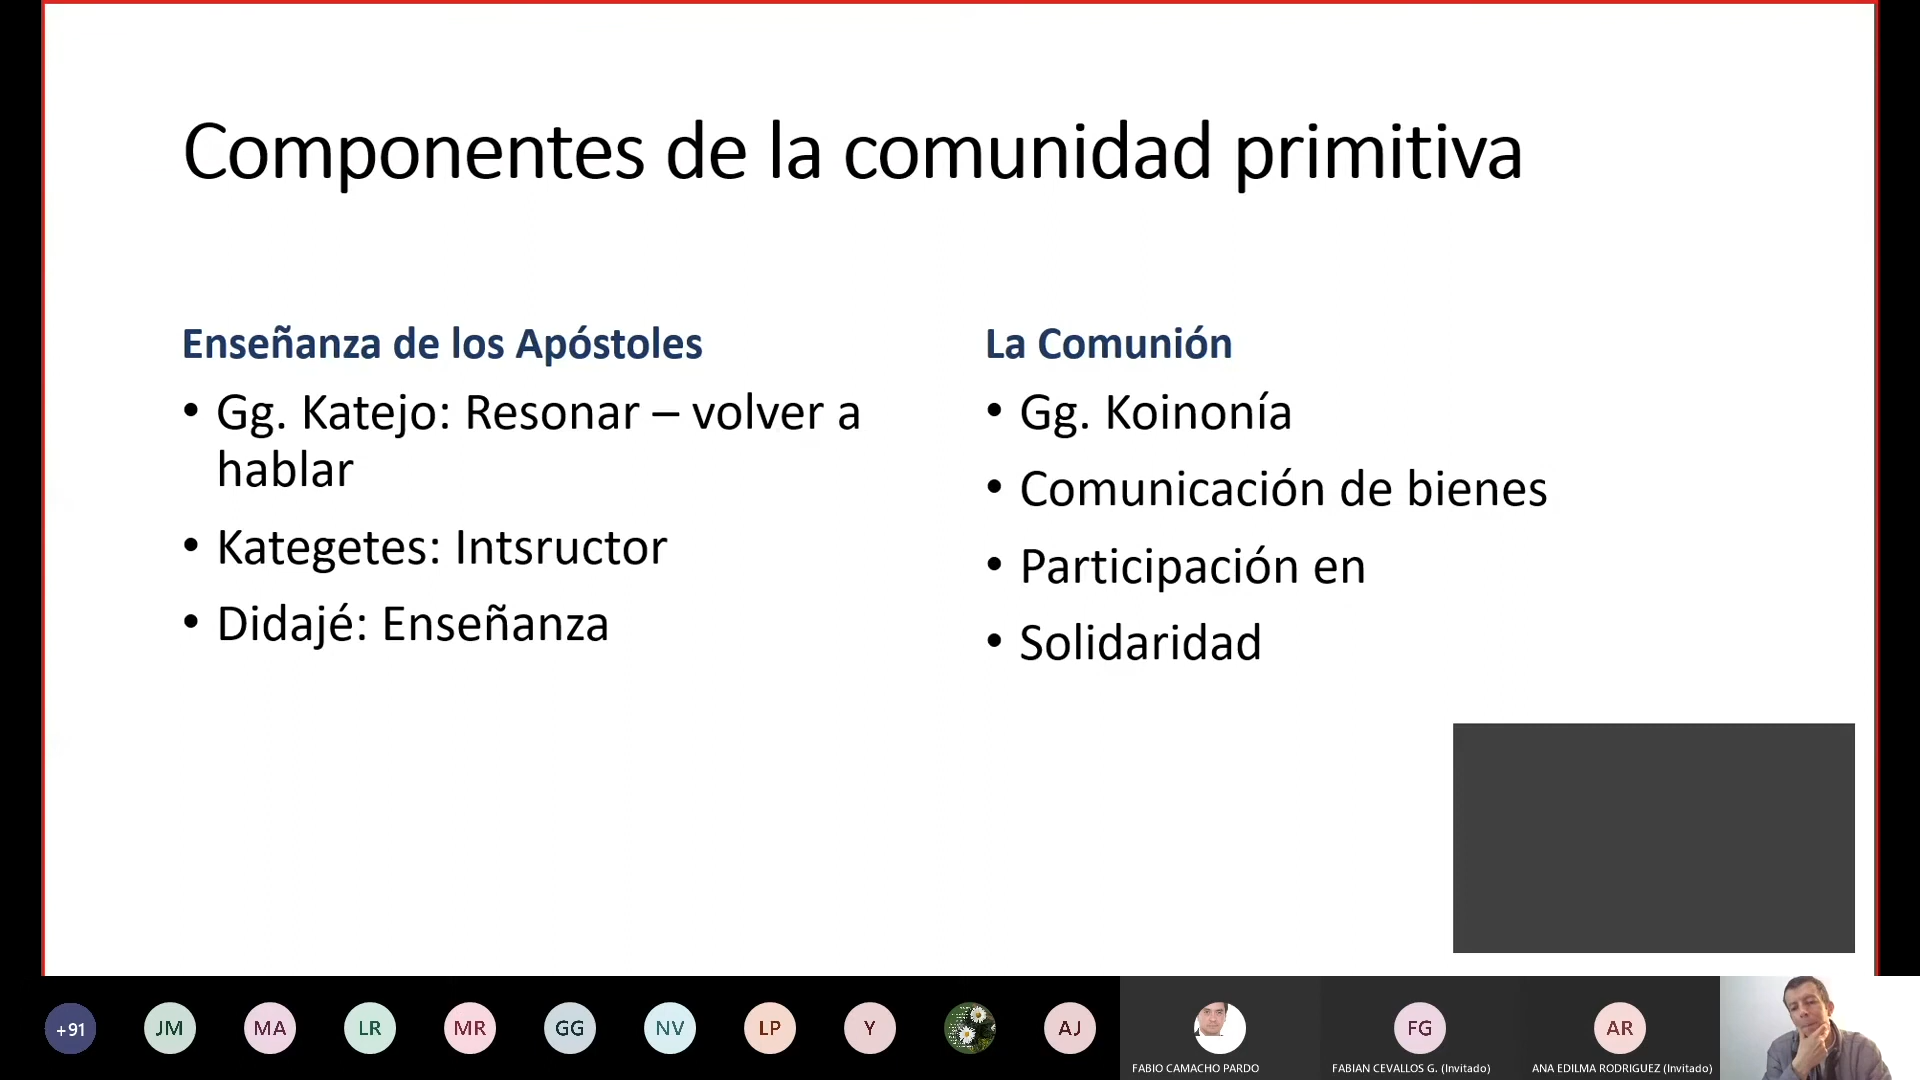 Componentes de la comunidad primitiva
Enseñanza de los Apóstoles
• Gg. Katejo: Resonar – volver a
hablar
• Kategetes: Intsructor
• Didajé: Enseñanza
La Comunión
• Gg. Koinonía
• Comunicación de bienes
• Participación en
• Solidaridad
+91
JM
MA
LR
MR
GG
NV
LP
Y
AJ
FABIO CAMACHO PARDO
FG
FABIAN CEVALLOS G. (Invitado)
AR
ANA EDILMA RODRIGUEZ (Invitado)